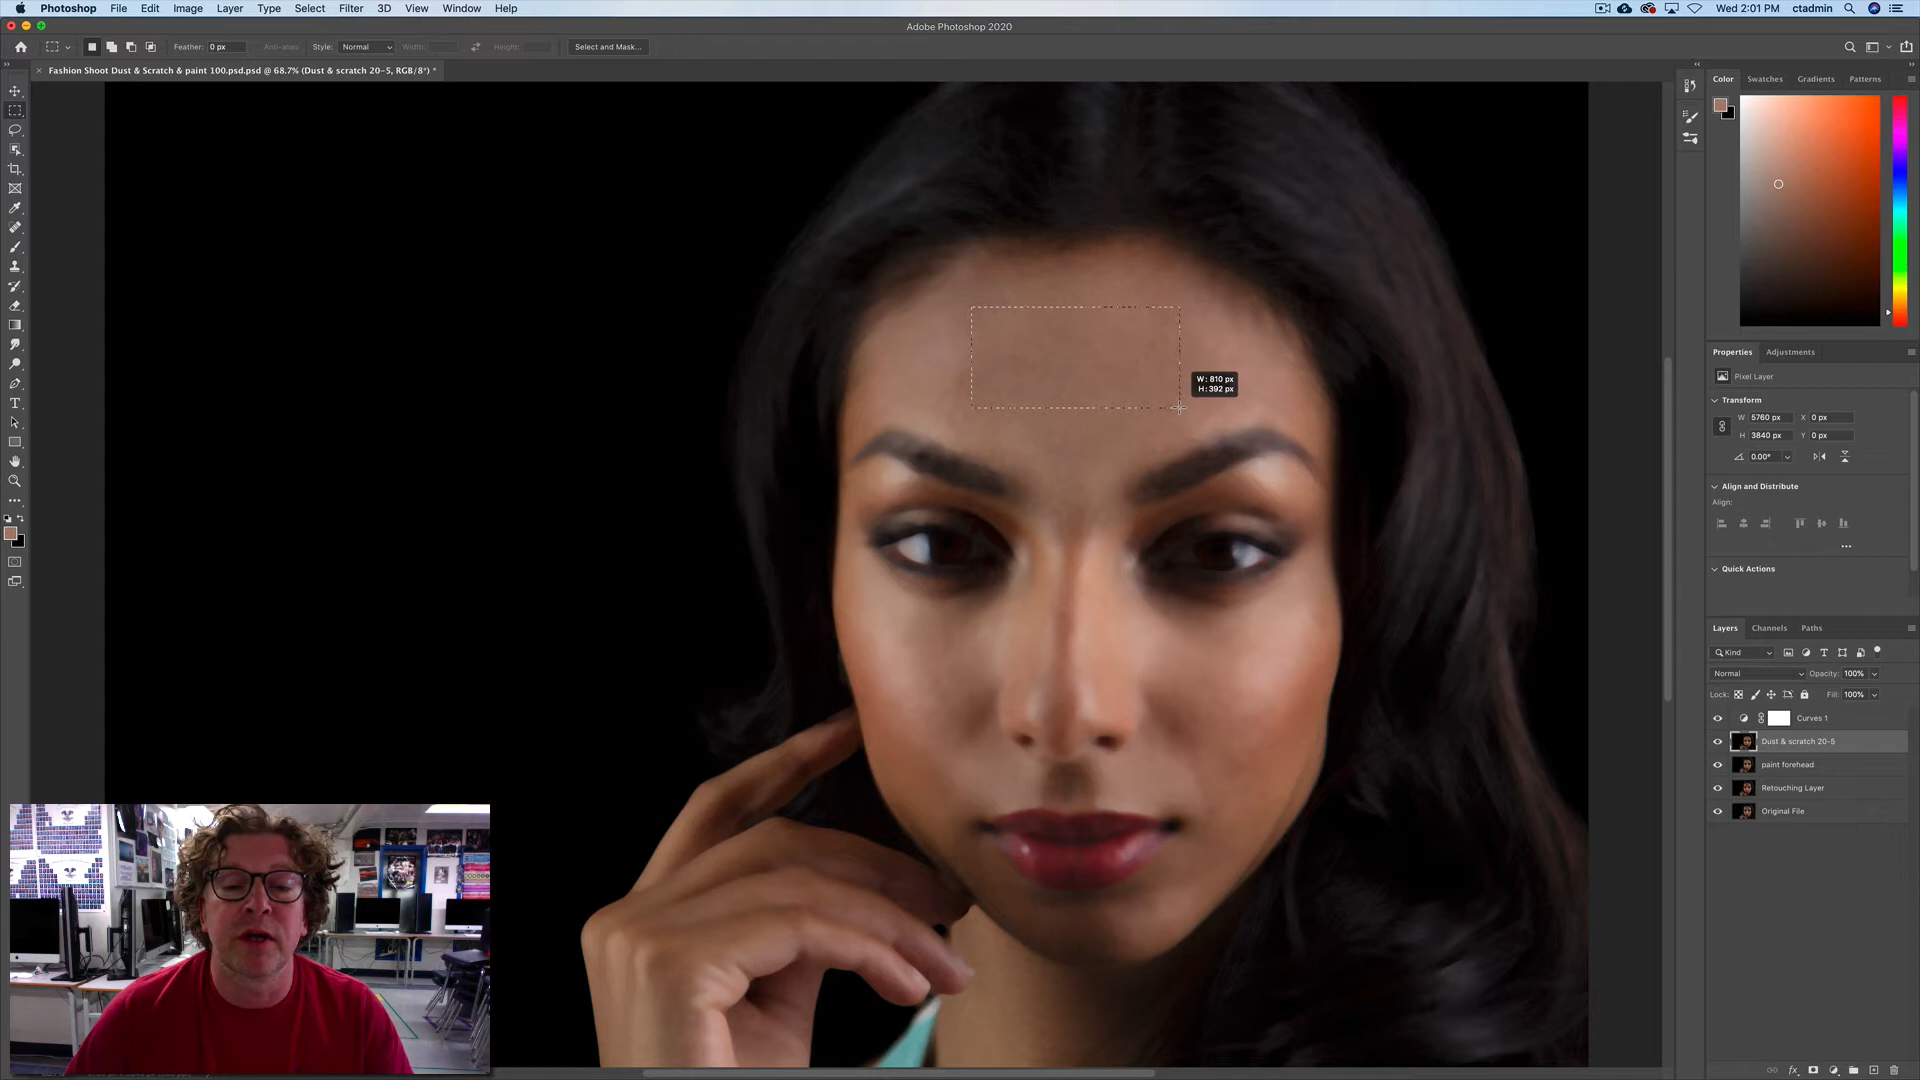 Photoshop File Edit Image Layer Type Select Filter 3D View Window Help Wed 2:01 PM ctadmin
Adobe Photoshop 2020
Feather: 0 px Anti-alias Style: Normal Width: Height: Select and Mask...
Fashion Shoot Dust & Scratch & paint 100.psd.psd @ 68.7% (Dust & scratch 20-5, RGB/8*) *
Color Swatches Gradients Patterns
W: 810 px
H: 392 px
Properties Adjustments
Pixel Layer
Transform
W 5760 px X 0 px
H 3840 px Y 0 px
0.00°
Align and Distribute
Align:
Quick Actions
Layers Channels Paths
Kind
Normal Opacity: 100%
Lock: Fill: 100%
Curves 1
Dust & scratch 20-5
paint forehead
Retouching Layer
Original File